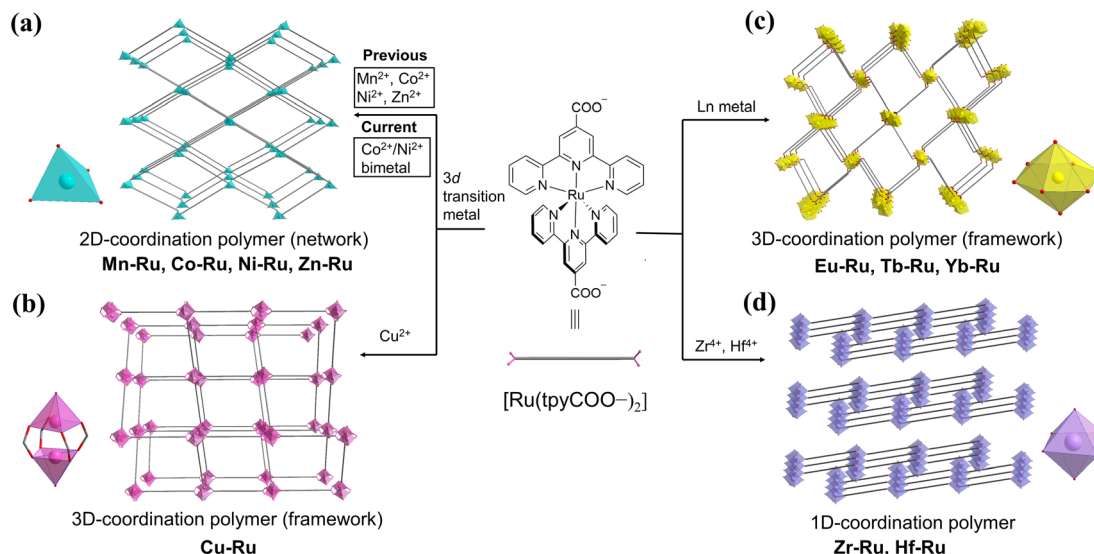 (a)
Previous
Mn²⁺, Co²⁺
Ni²⁺, Zn²⁺
Current
Co²⁺/Ni²⁺
bimetal
3d
transition
metal
2D-coordination polymer (network)
Mn-Ru, Co-Ru, Ni-Ru, Zn-Ru
(b)
Cu²⁺
3D-coordination polymer (framework)
Cu-Ru
COO⁻
N
N
N
Ru
N
N
N
COO⁻
[Ru(tpyCOO−)₂]
(c)
Ln metal
3D-coordination polymer (framework)
Eu-Ru, Tb-Ru, Yb-Ru
(d)
Zr⁴⁺, Hf⁴⁺
1D-coordination polymer
Zr-Ru, Hf-Ru